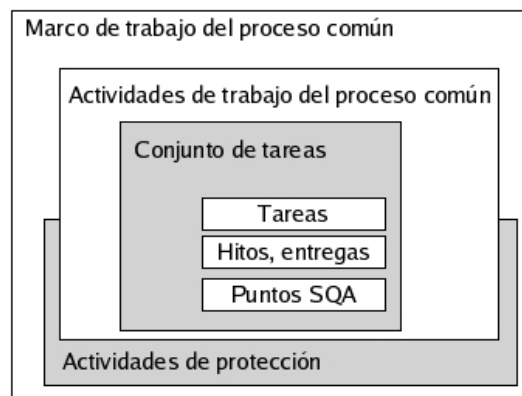 Marco de trabajo del proceso común
Actividades de trabajo del proceso común
Conjunto de tareas
Tareas
Hitos, entregas
Puntos SQA
Actividades de protección